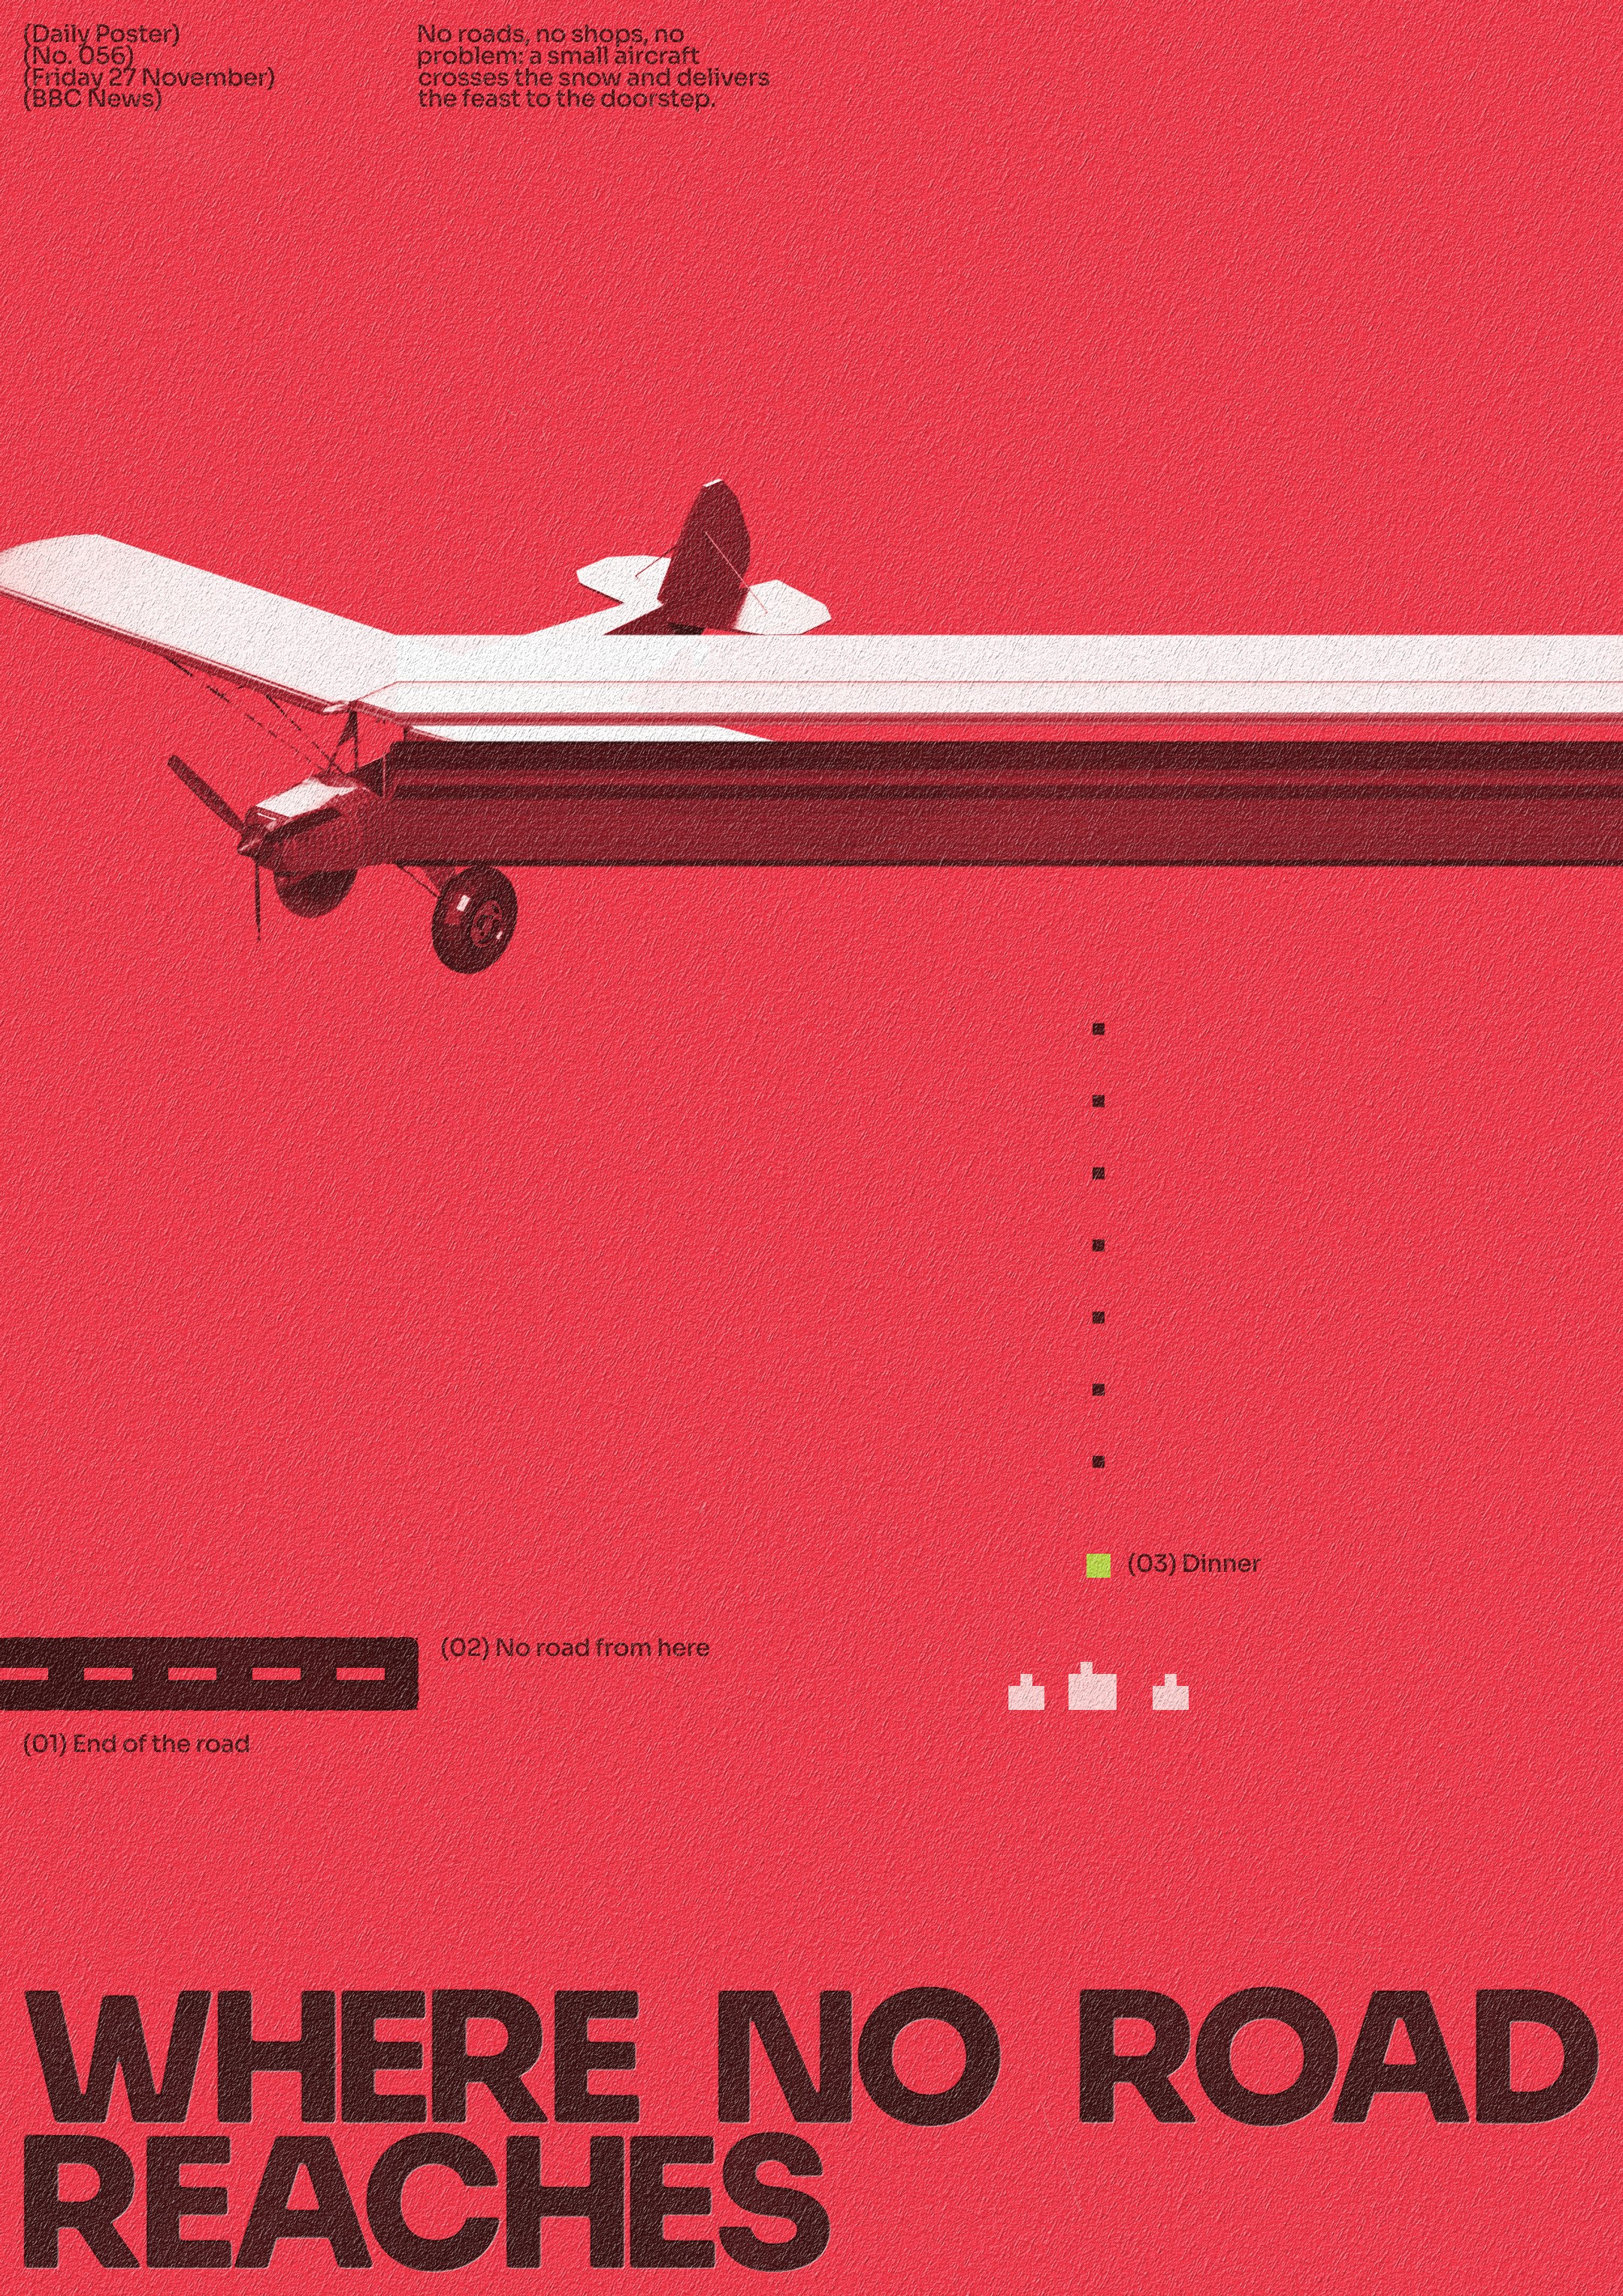 (Daily Poster)
(No. 056)
(Friday 27 November)
(BBC News)
No roads, no shops, no
problem: a small aircraft
crosses the snow and delivers
the feast to the doorstep.
(03) Dinner
(02) No road from here
(01) End of the road
WHERE NO ROAD
REACHES